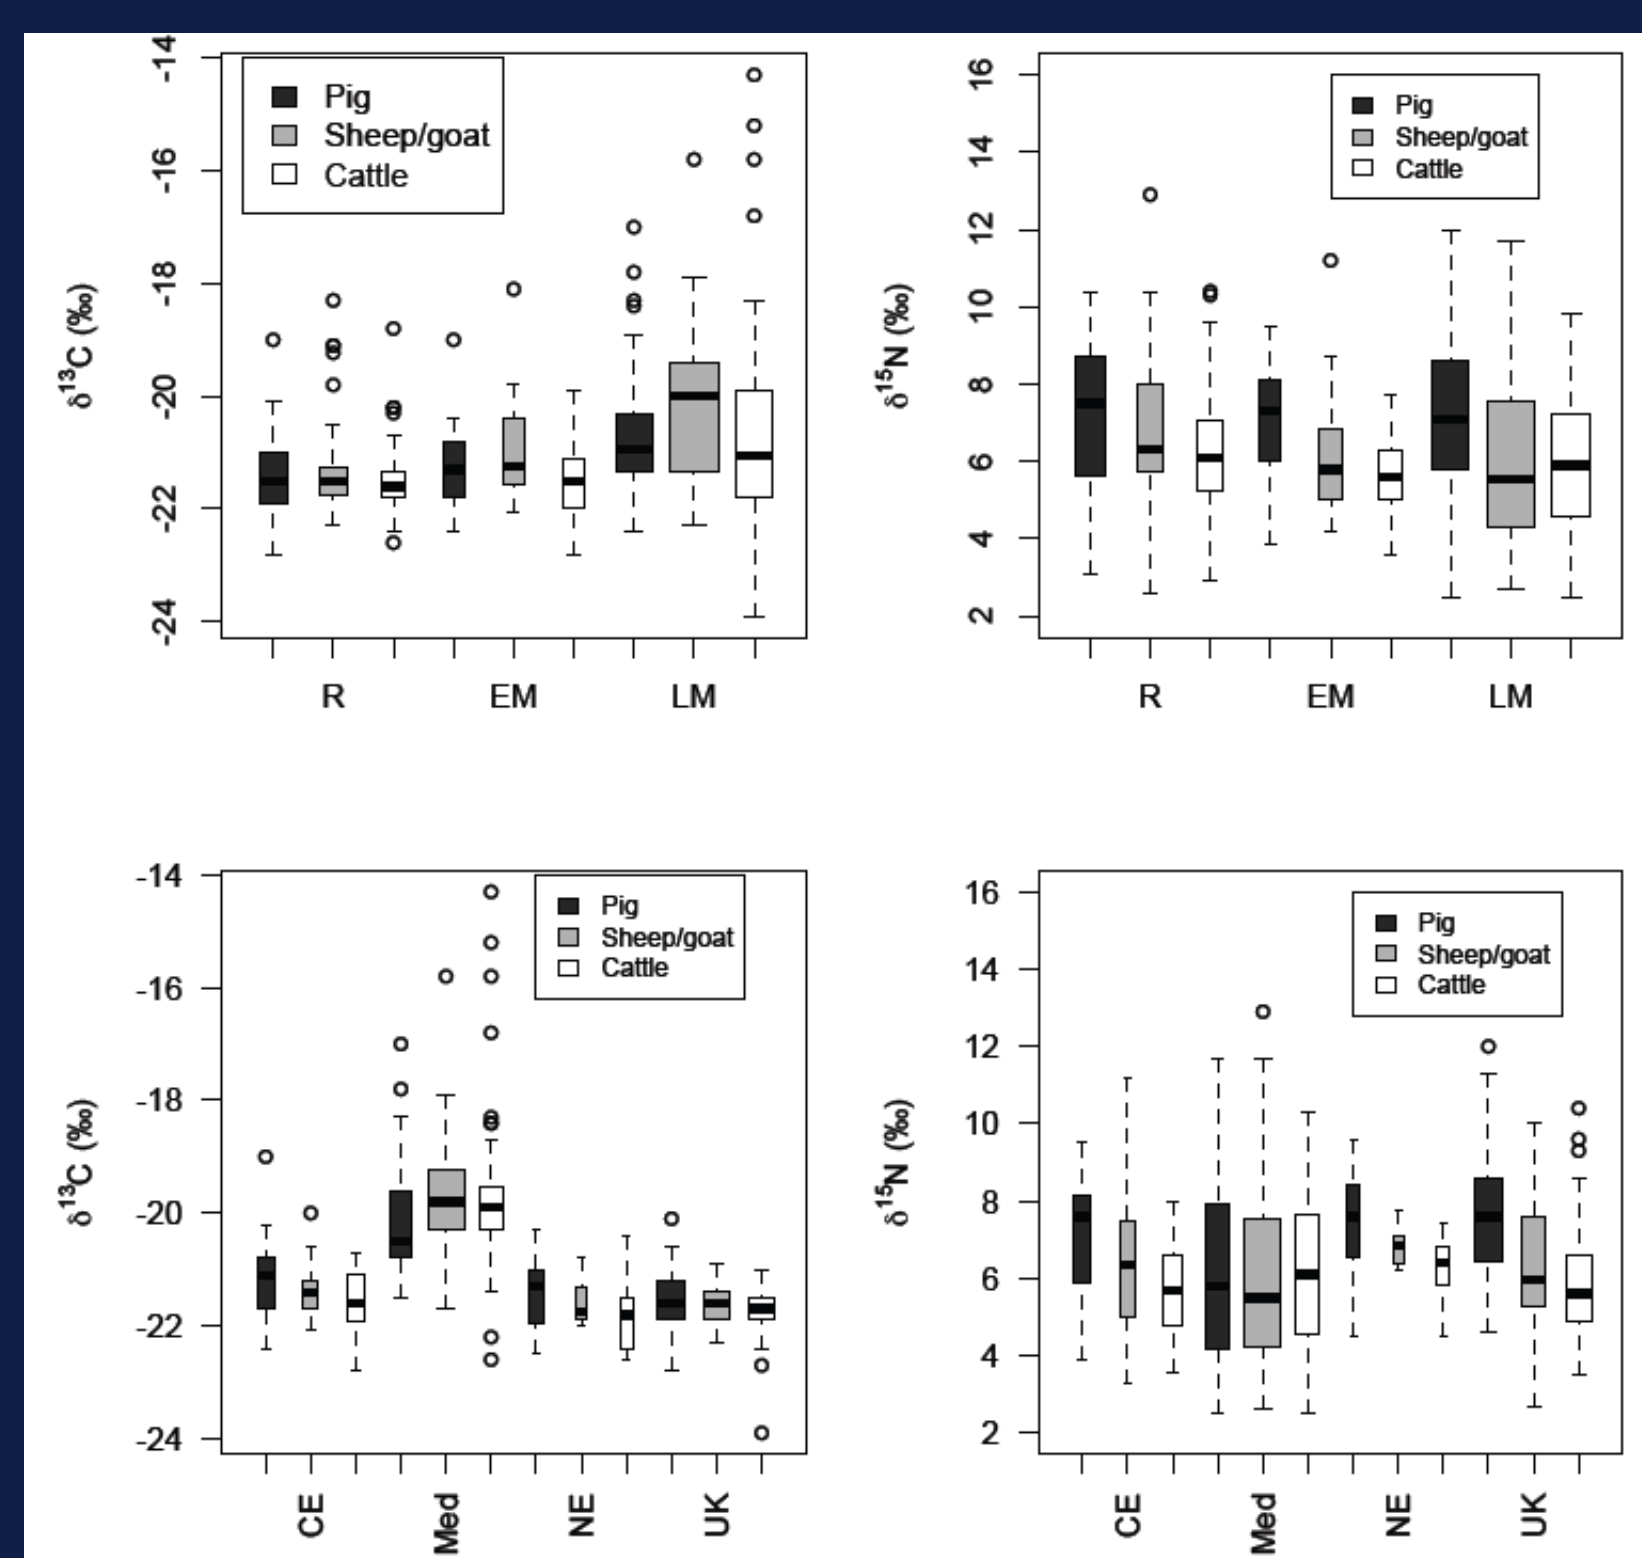 δ13C (‰)
-14
-16
-18
-20
-22
-24
Pig
Sheep/goat
Cattle
R EM LM
δ15N (‰)
16
14
12
10
8
6
4
2
Pig
Sheep/goat
Cattle
R EM LM
δ13C (‰)
-14
-16
-18
-20
-22
-24
Pig
Sheep/goat
Cattle
CE Med NE UK
δ15N (‰)
16
14
12
10
8
6
4
2
Pig
Sheep/goat
Cattle
CE Med NE UK